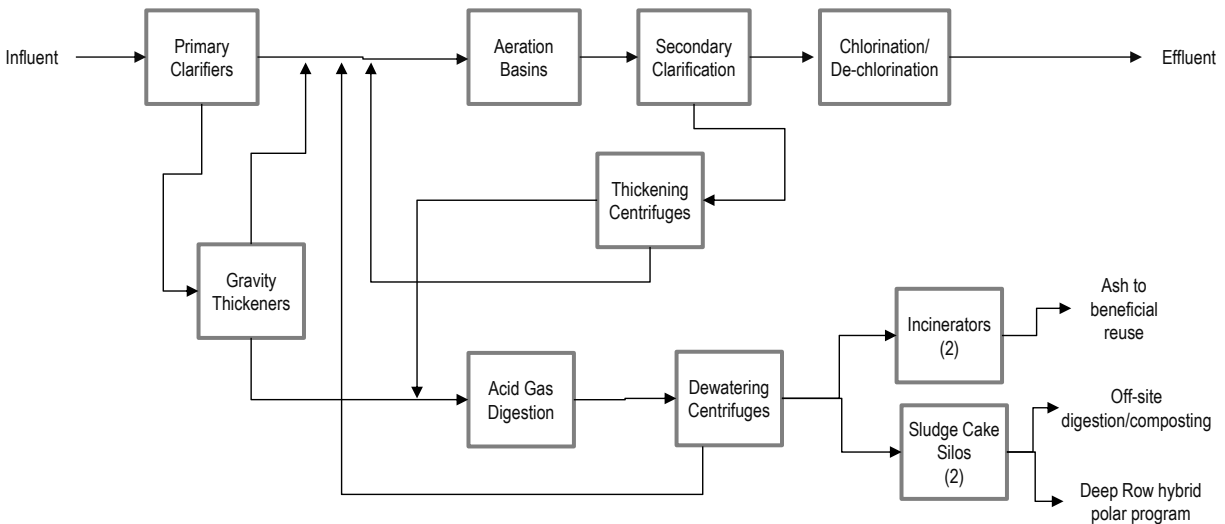 Influent
Primary
Clarifiers
Aeration
Basins
Secondary
Clarification
Chlorination/
De-chlorination
Effluent
Thickening
Centrifuges
Gravity
Thickeners
Acid Gas
Digestion
Dewatering
Centrifuges
Incinerators
(2)
Ash to
beneficial
reuse
Sludge Cake
Silos
(2)
Off-site
digestion/composting
Deep Row hybrid
polar program